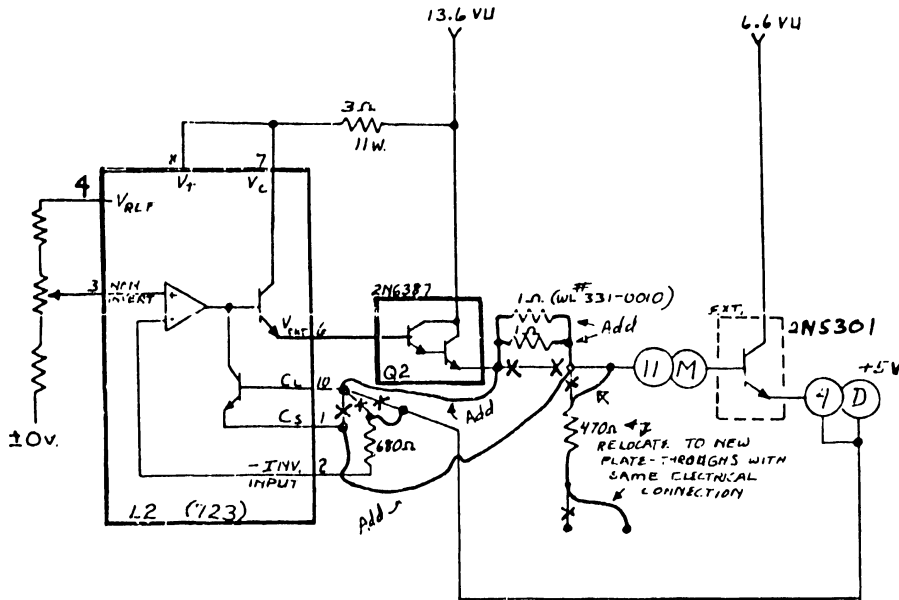 13.6 VU
6.6 VU
3Ω
11W.
7
V+
VC
4
VREF
3
NON
INVERT
+
-
2N6387
1Ω (WL 331-0010)
#
1Ω
Add
EXT.
2N5301
VEXT 6
Q2
11
M
+5V
4
D
CL 10
CS 1
Add
680Ω
470Ω
RELOCATE TO NEW
PLATE-THROUGHS WITH
SAME ELECTRICAL
CONNECTION
±0V.
-INV. 2
INPUT
Add
L2 (723)